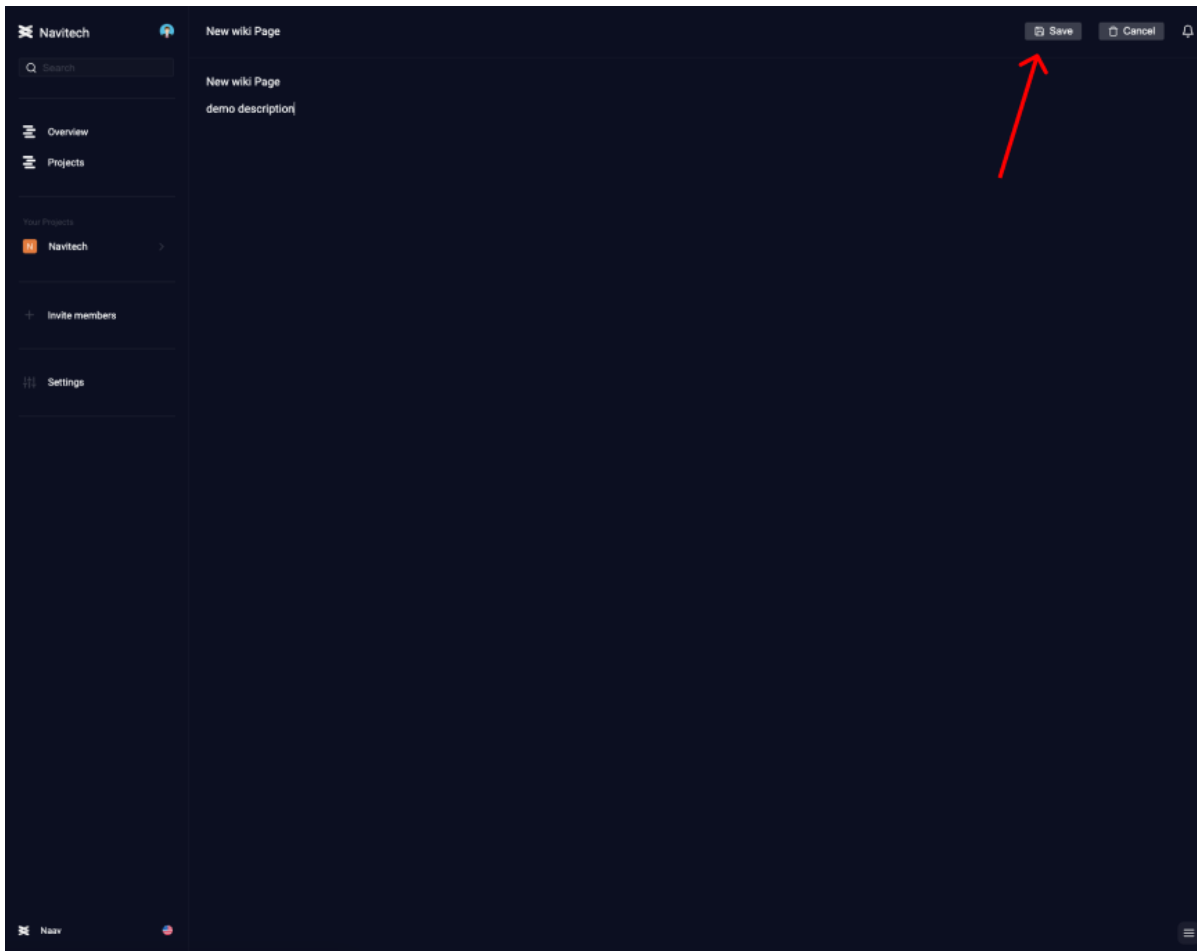 Navitech
Search
Overview
Projects
Your Projects
N Navitech
Invite members
Settings
Naav
New wiki Page
Save
Cancel
New wiki Page
demo description